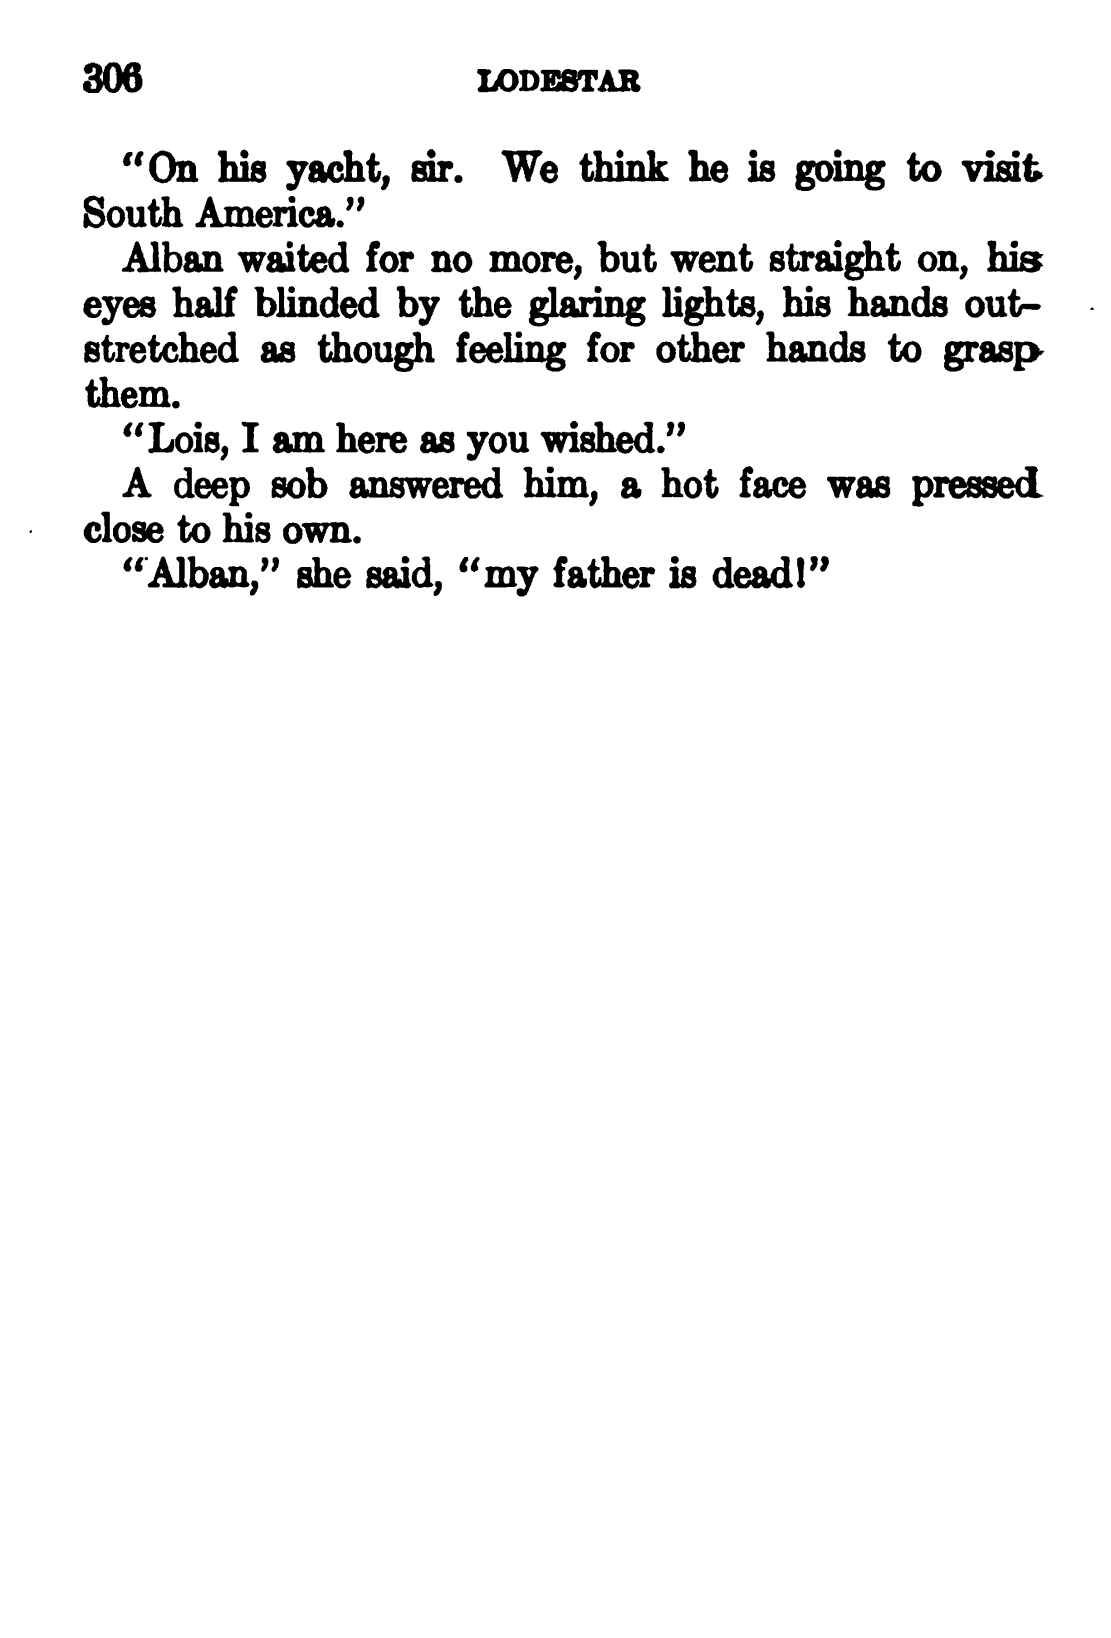 306 LODESTAR
“On his yacht, sir. We think he is going to visit
South America.”
Alban waited for no more, but went straight on, his
eyes half blinded by the glaring lights, his hands out-
stretched as though feeling for other hands to grasp
them.
“Lois, I am here as you wished.”
A deep sob answered him, a hot face was pressed
close to his own.
“Alban,” she said, “my father is dead!”